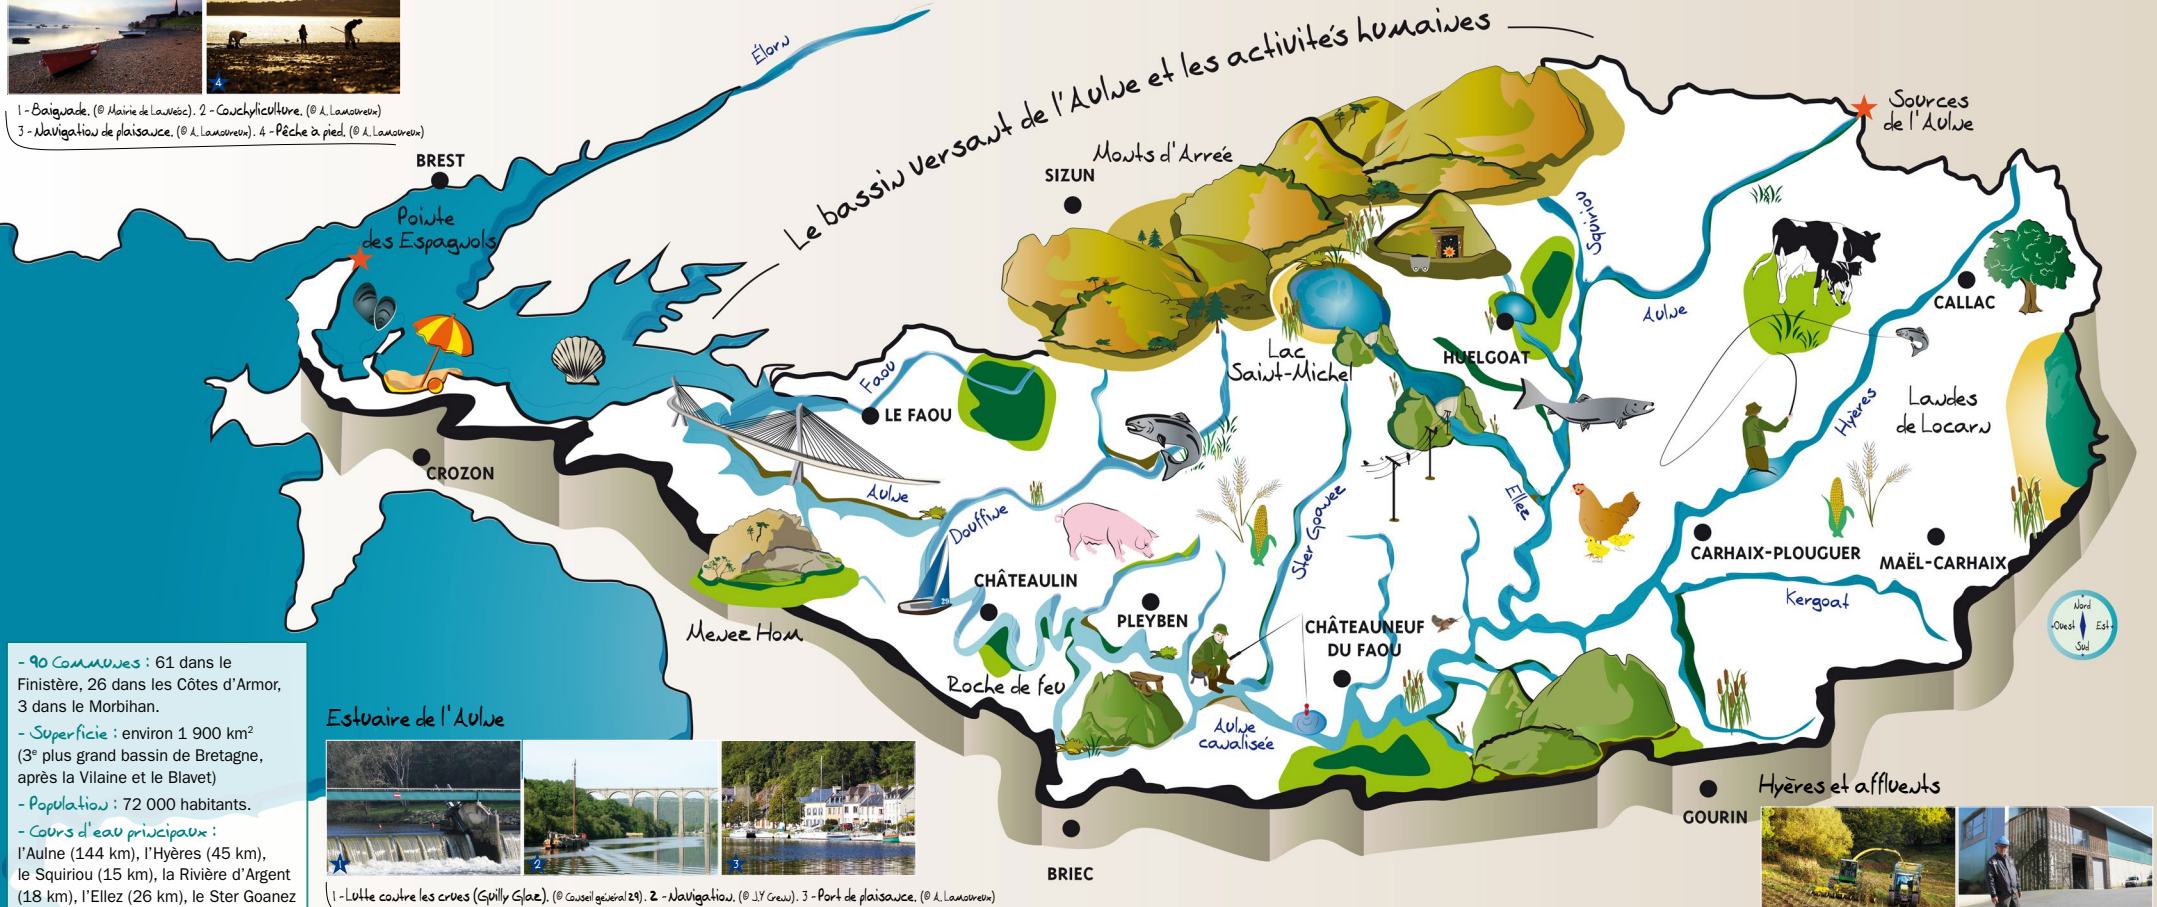 4
1 - Baignade. (© Mairie de Lanvéoc). 2 - Conchyliculture. (© A. Lamoureux)
3 - Navigation de plaisance. (© A. Lamoureux). 4 - Pêche à pied. (© A. Lamoureux)
Le bassin versant de l'Aulne et les activités humaines
Élorn
BREST
Pointe
des Espagnols
SIZUN
Monts d'Arrée
Sources
de l'Aulne
Squiriou
Aulne
CALLAC
Lac
Saint-Michel
HUELGOAT
Faou
LE FAOU
Hyères
Landes
de Locarn
CROZON
Aulne
Douffine
Ster Goanez
Ellez
CARHAIX-PLOUGUER
MAËL-CARHAIX
CHÂTEAULIN
29
PLEYBEN
Kergoat
CHÂTEAUNEUF
DU FAOU
Menez Hom
Nord
Ouest
Est
Sud
Roche de feu
Aulne
canalisée
GOURIN
BRIEC
- 90 Communes : 61 dans le
Finistère, 26 dans les Côtes d'Armor,
3 dans le Morbihan.
- Superficie : environ 1 900 km²
(3e plus grand bassin de Bretagne,
après la Vilaine et le Blavet)
- Population : 72 000 habitants.
- Cours d'eau principaux :
l'Aulne (144 km), l'Hyères (45 km),
le Squiriou (15 km), la Rivière d'Argent
(18 km), l'Ellez (26 km), le Ster Goanez
Estuaire de l'Aulne
1
2
3
1 - Lutte contre les crues (Guilly Glaz). (© Conseil général 29). 2 - Navigation. (© J.Y Creun). 3 - Port de plaisance. (© A. Lamoureux)
Hyères et affluents